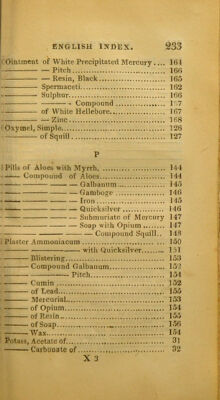 ENGLISH INDEX. 233
Ointment of White Precipitated Mercury .... 164
— — Pitch ........ 166
— — Resin, Black ........ 165
— Spermaceti ........ 162
— Sulphur ........ 166
— — Compound ........ 167
— of White Hellebore ........ 167
— — Zinc ........ 168
Oxymel, Simple ........ 126
— of Squill ........ 127
P
Pills of Aloes with Myrrh ........ 144
— Compound of Aloes ........ 144
— — Galbanum ........ 145
— — Gamboge ........ 146
— — Iron ........ 145
— — Quicksilver ........ 146
— — Submuriate of Mercury 147
— — Soap with Opium ....... 147
— — Compound Squill .. 148
Plaster Ammoniacum ........ 150
— with Quicksilver ....... 151
— Blistering ........ 153
— Compound Galbanum ........ 152
— Pitch ........ 154
— Cumin ........ 152
— of Lead ........ 155
— Mercurial ........ 153
— of Opium ........ 154
— of Resin ........ 155
— of Soap ........ 156
— Wax ........ 154
Potass, Acetate of ........ 31
— Carbonate of ........ 32
X 3